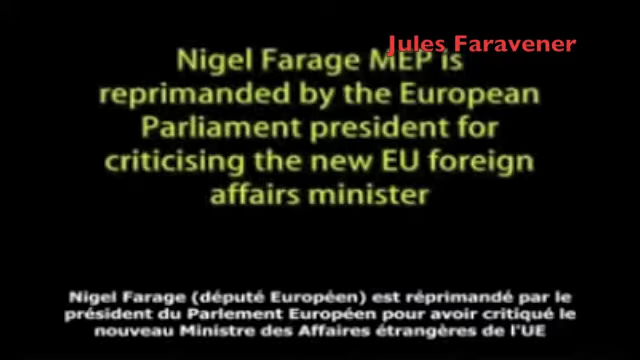 Jules Faravener
Nigel Farage MEP is
reprimanded by the European
Parliament president for
criticising the new EU foreign
affairs minister
Nigel Farage (député Européen) est réprimandé par le
président du Parlement Européen pour avoir critiqué le
nouveau Ministre des Affaires étrangères de l'UE